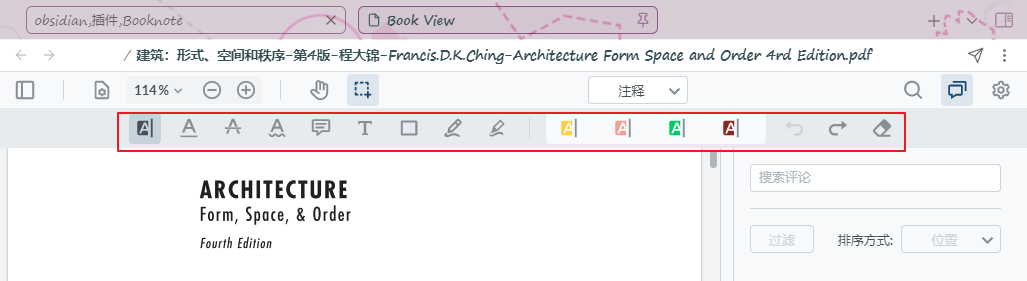 obsidian,插件,Booknote
Book View
/ 建筑：形式、空间和秩序-第4版-程大锦-Francis.D.K.Ching-Architecture Form Space and Order 4rd Edition.pdf
114%
注释
A A A A T A A A A
ARCHITECTURE
Form, Space, & Order
Fourth Edition
搜索评论
过滤
排序方式:
位置